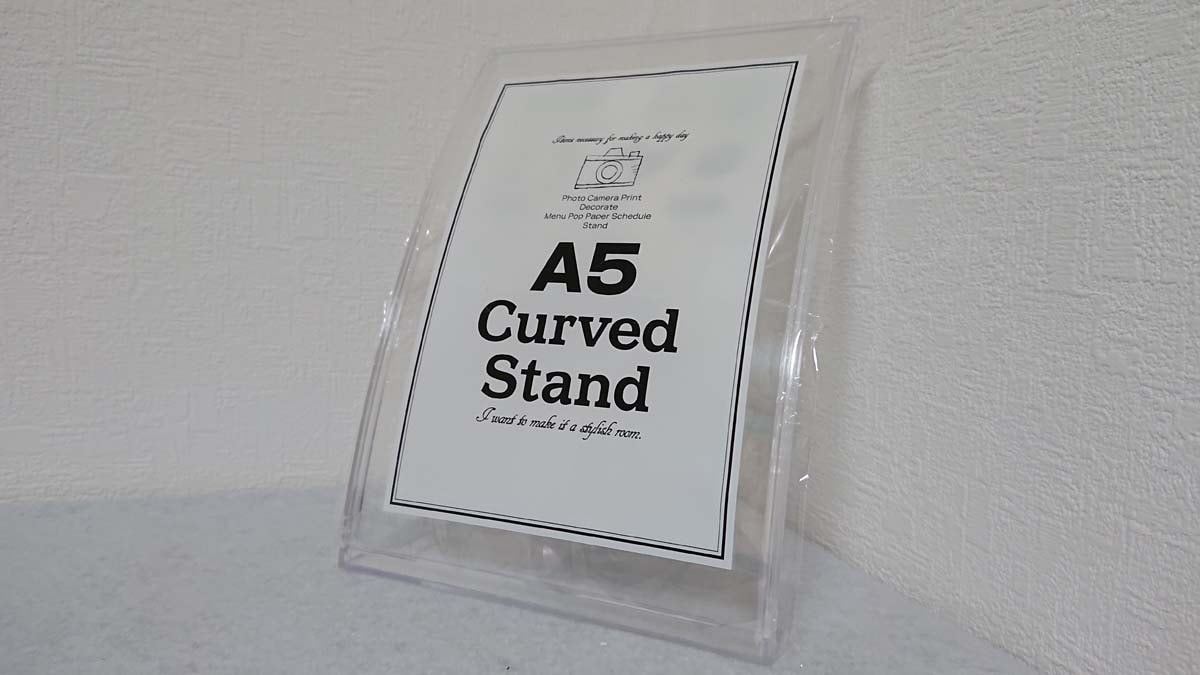 Items necessary for making a happy day
Photo Camera Print
Decorate
Menu Pop Paper Schedule
Stand
A5
Curved
Stand
I want to make it a stylish room.